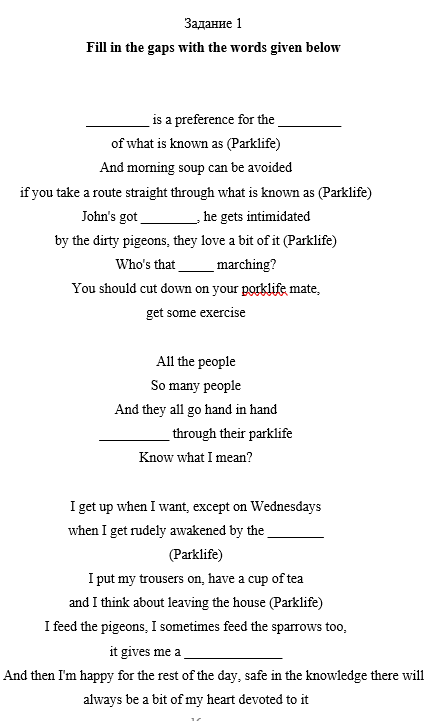 Задание 1
Fill in the gaps with the words given below
_________ is a preference for the _________
of what is known as (Parklife)
And morning soup can be avoided
if you take a route straight through what is known as (Parklife)
John's got ________, he gets intimidated
by the dirty pigeons, they love a bit of it (Parklife)
Who's that _____ marching?
You should cut down on your porklife mate,
get some exercise
All the people
So many people
And they all go hand in hand
__________ through their parklife
Know what I mean?
I get up when I want, except on Wednesdays
when I get rudely awakened by the ________
(Parklife)
I put my trousers on, have a cup of tea
and I think about leaving the house (Parklife)
I feed the pigeons, I sometimes feed the sparrows too,
it gives me a ______________
And then I'm happy for the rest of the day, safe in the knowledge there will
always be a bit of my heart devoted to it